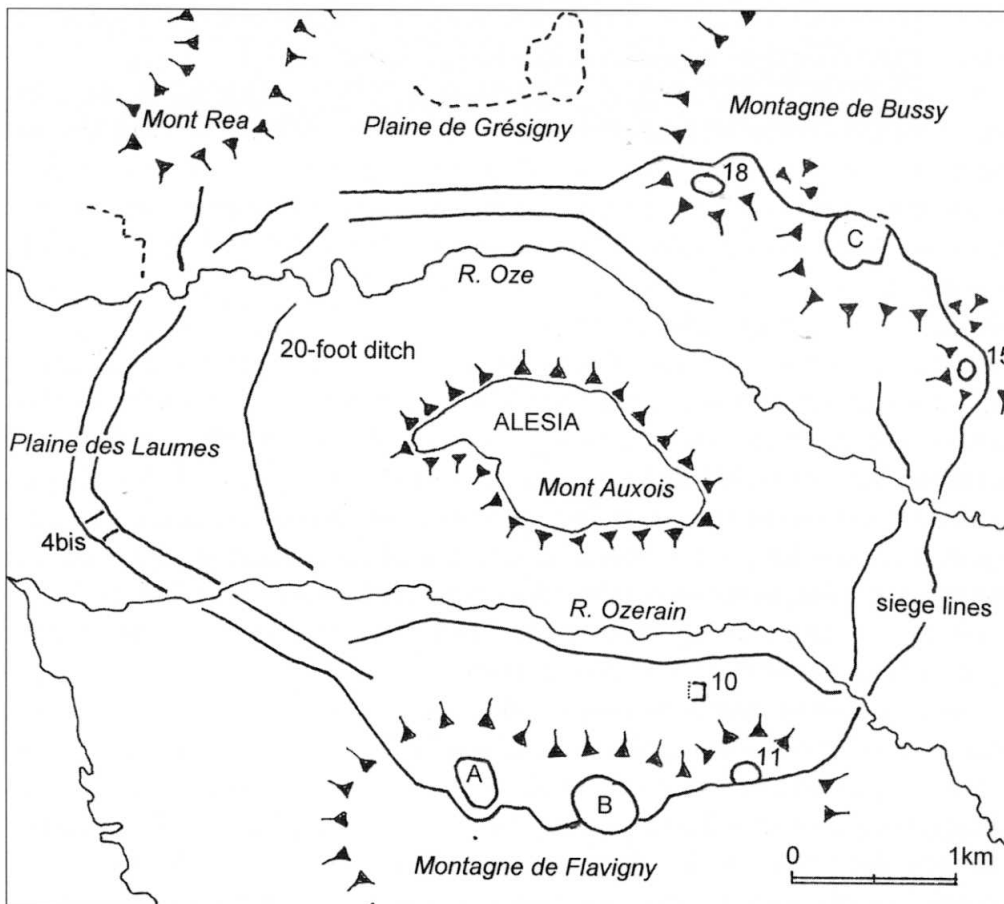 Mont Rea
Plaine de Grésigny
Montagne de Bussy
18
C
R. Oze
15
20-foot ditch
ALESIA
Plaine des Laumes
Mont Auxois
4bis
R. Ozerain
siege lines
10
11
A
B
Montagne de Flavigny
0 1km